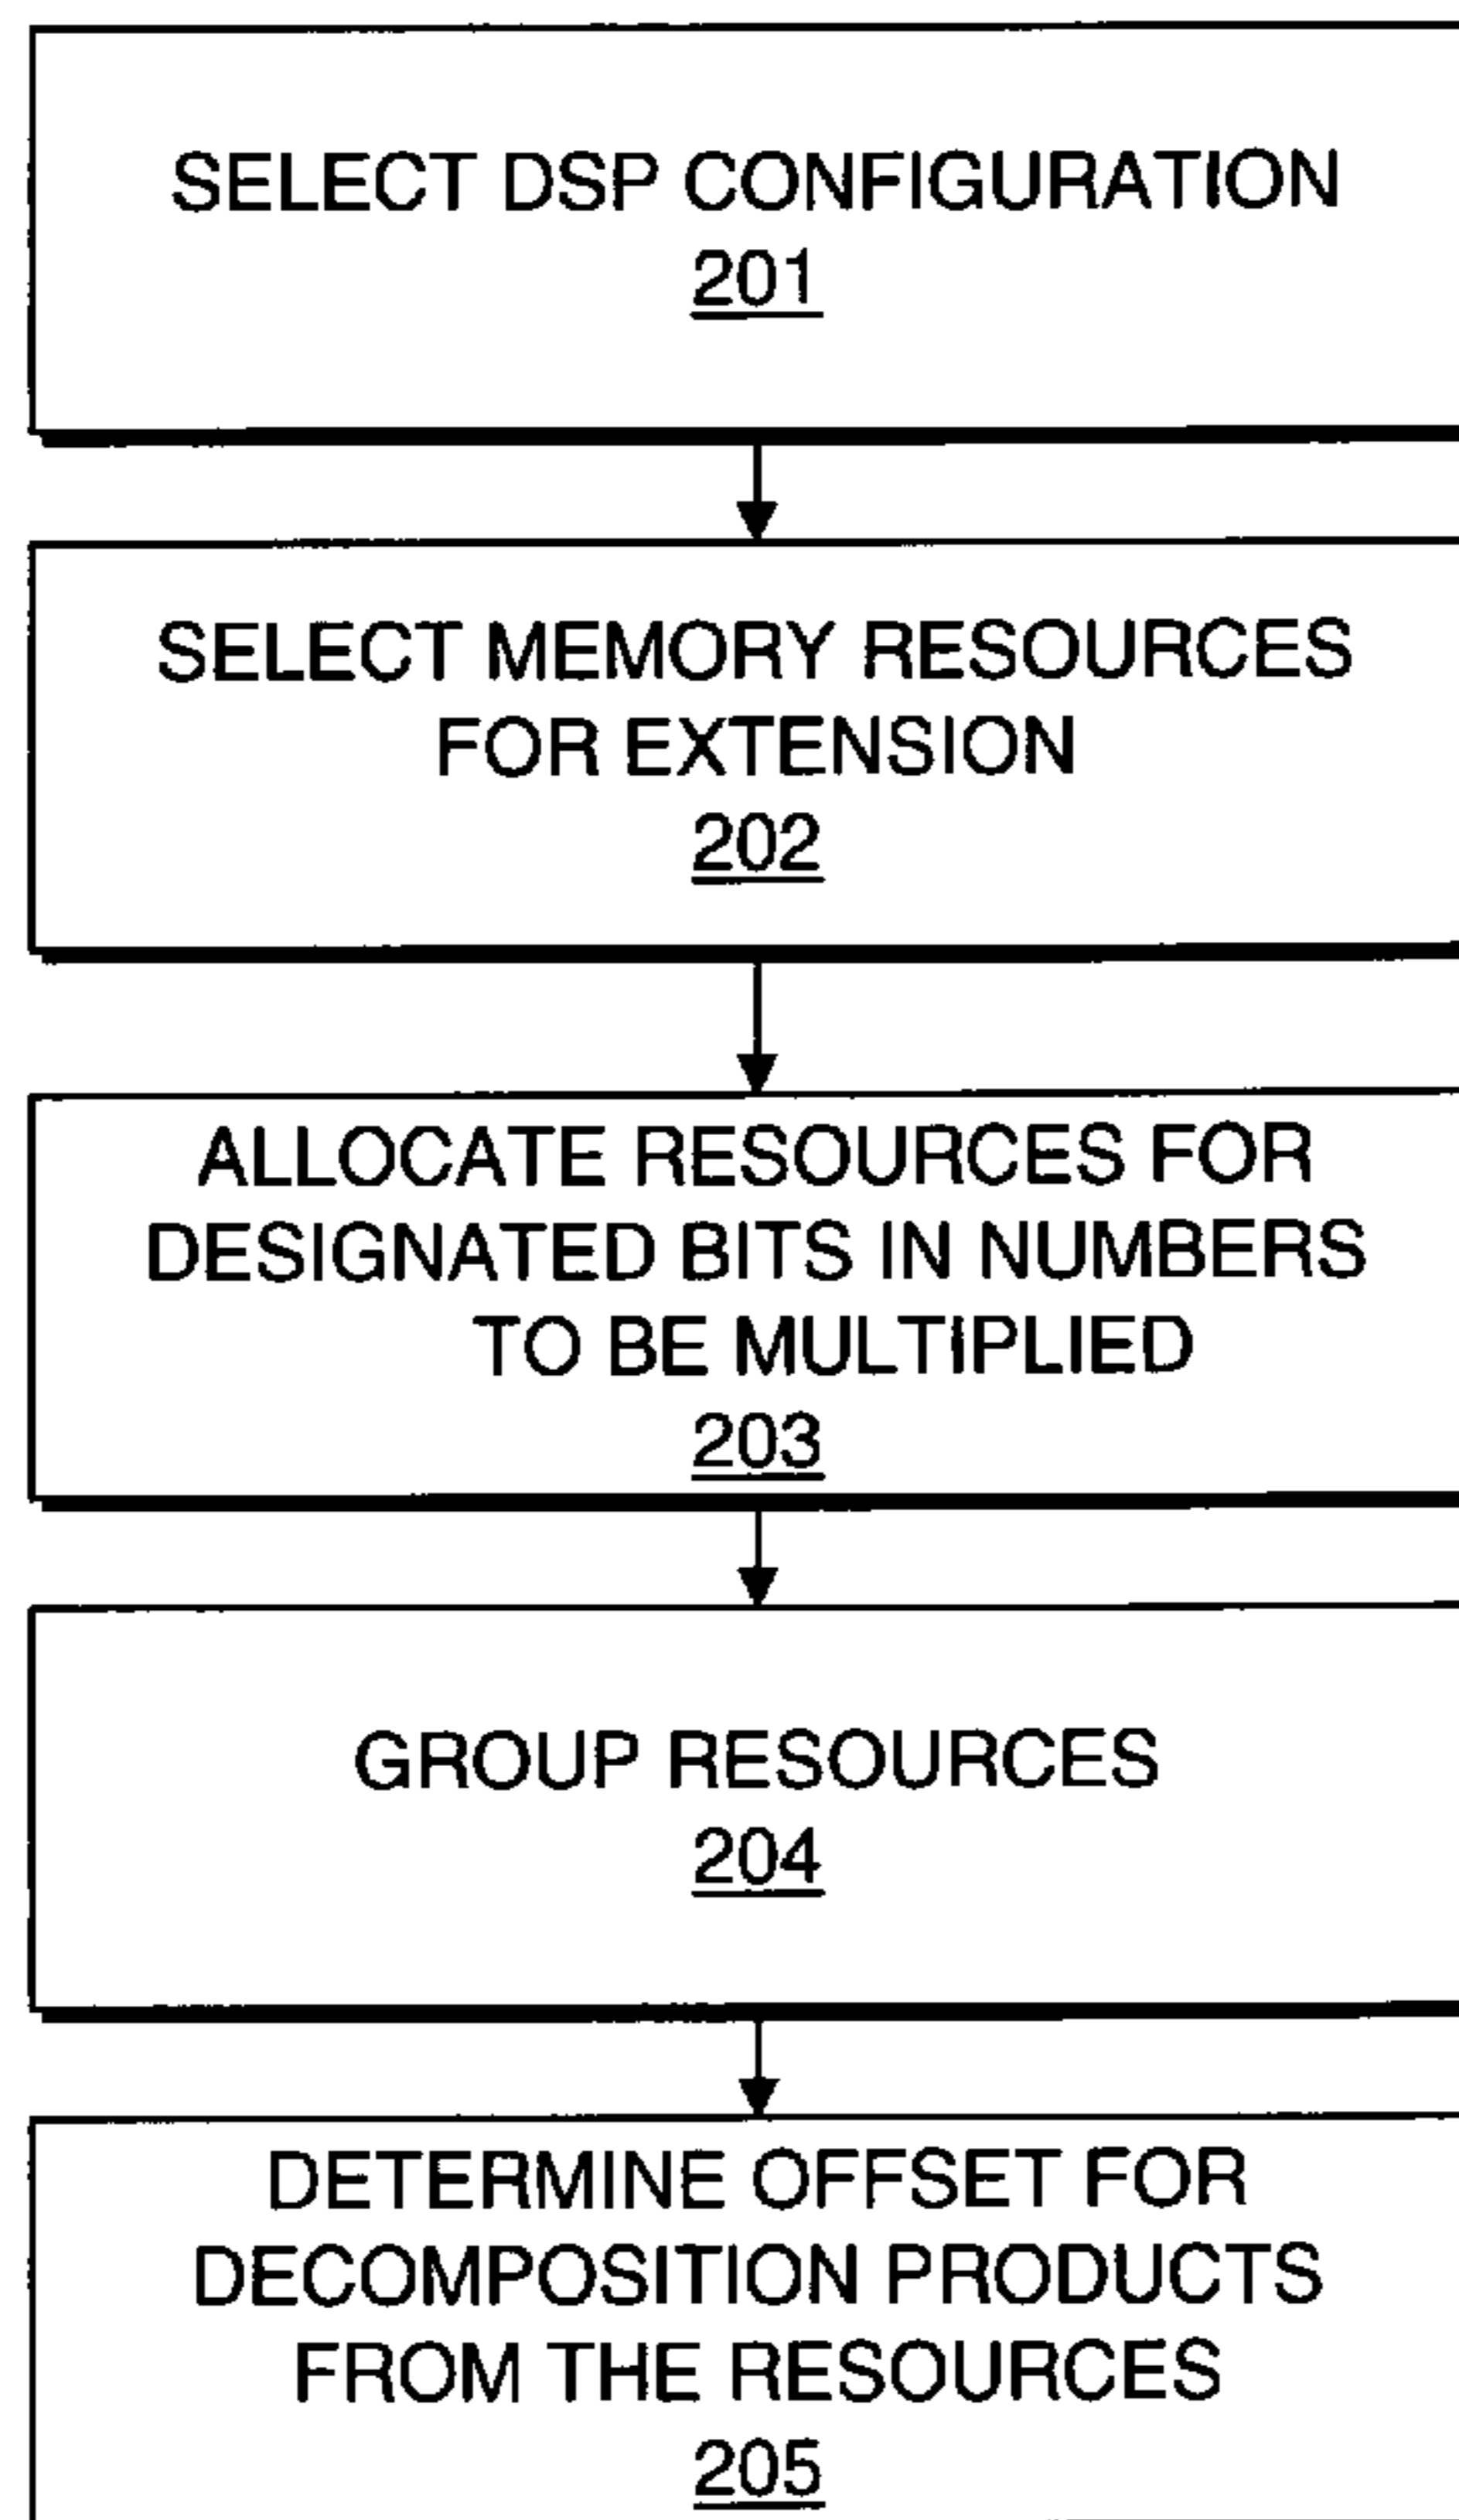 SELECT DSP CONFIGURATION
201
SELECT MEMORY RESOURCES
FOR EXTENSION
202
ALLOCATE RESOURCES FOR
DESIGNATED BITS IN NUMBERS
TO BE MULTIPLIED
203
GROUP RESOURCES
204
DETERMINE OFFSET FOR
DECOMPOSITION PRODUCTS
FROM THE RESOURCES
205